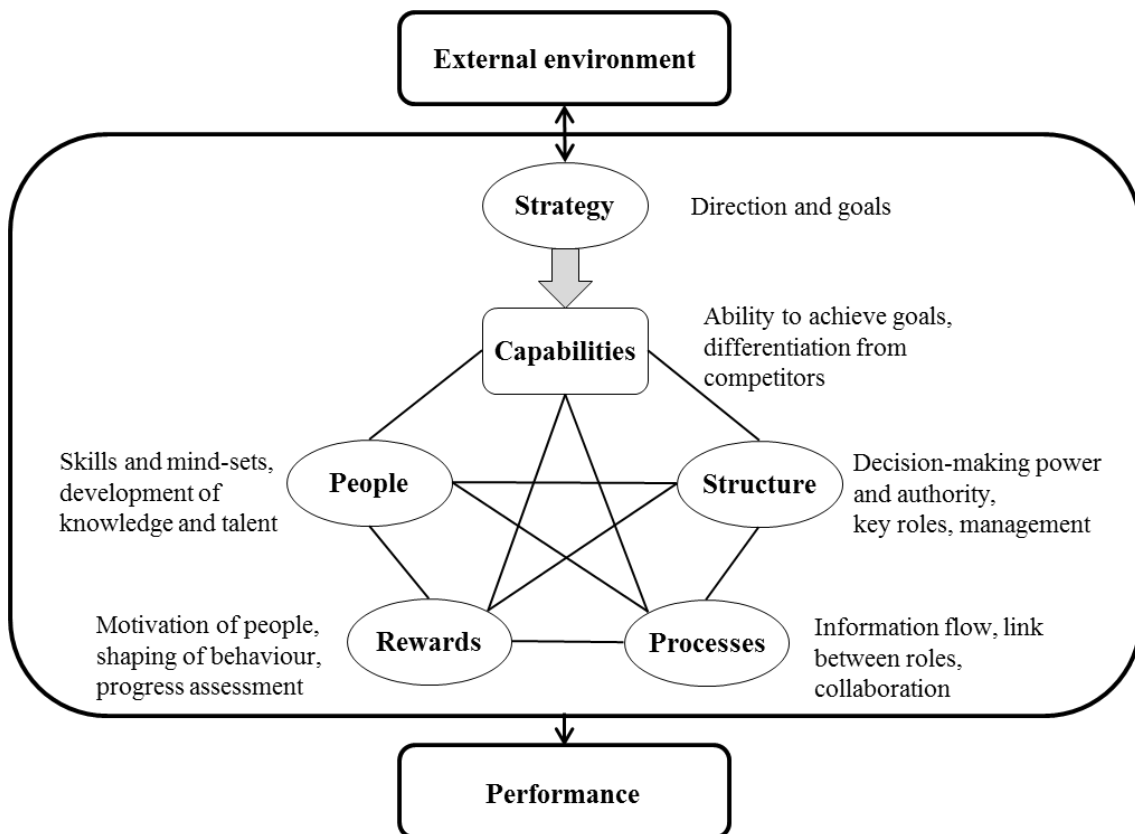 External environment
Strategy
Direction and goals
Capabilities
Ability to achieve goals,
differentiation from
competitors
Skills and mind-sets,
development of
knowledge and talent
People
Structure
Decision-making power
and authority,
key roles, management
Motivation of people,
shaping of behaviour,
progress assessment
Rewards
Processes
Information flow, link
between roles,
collaboration
Performance